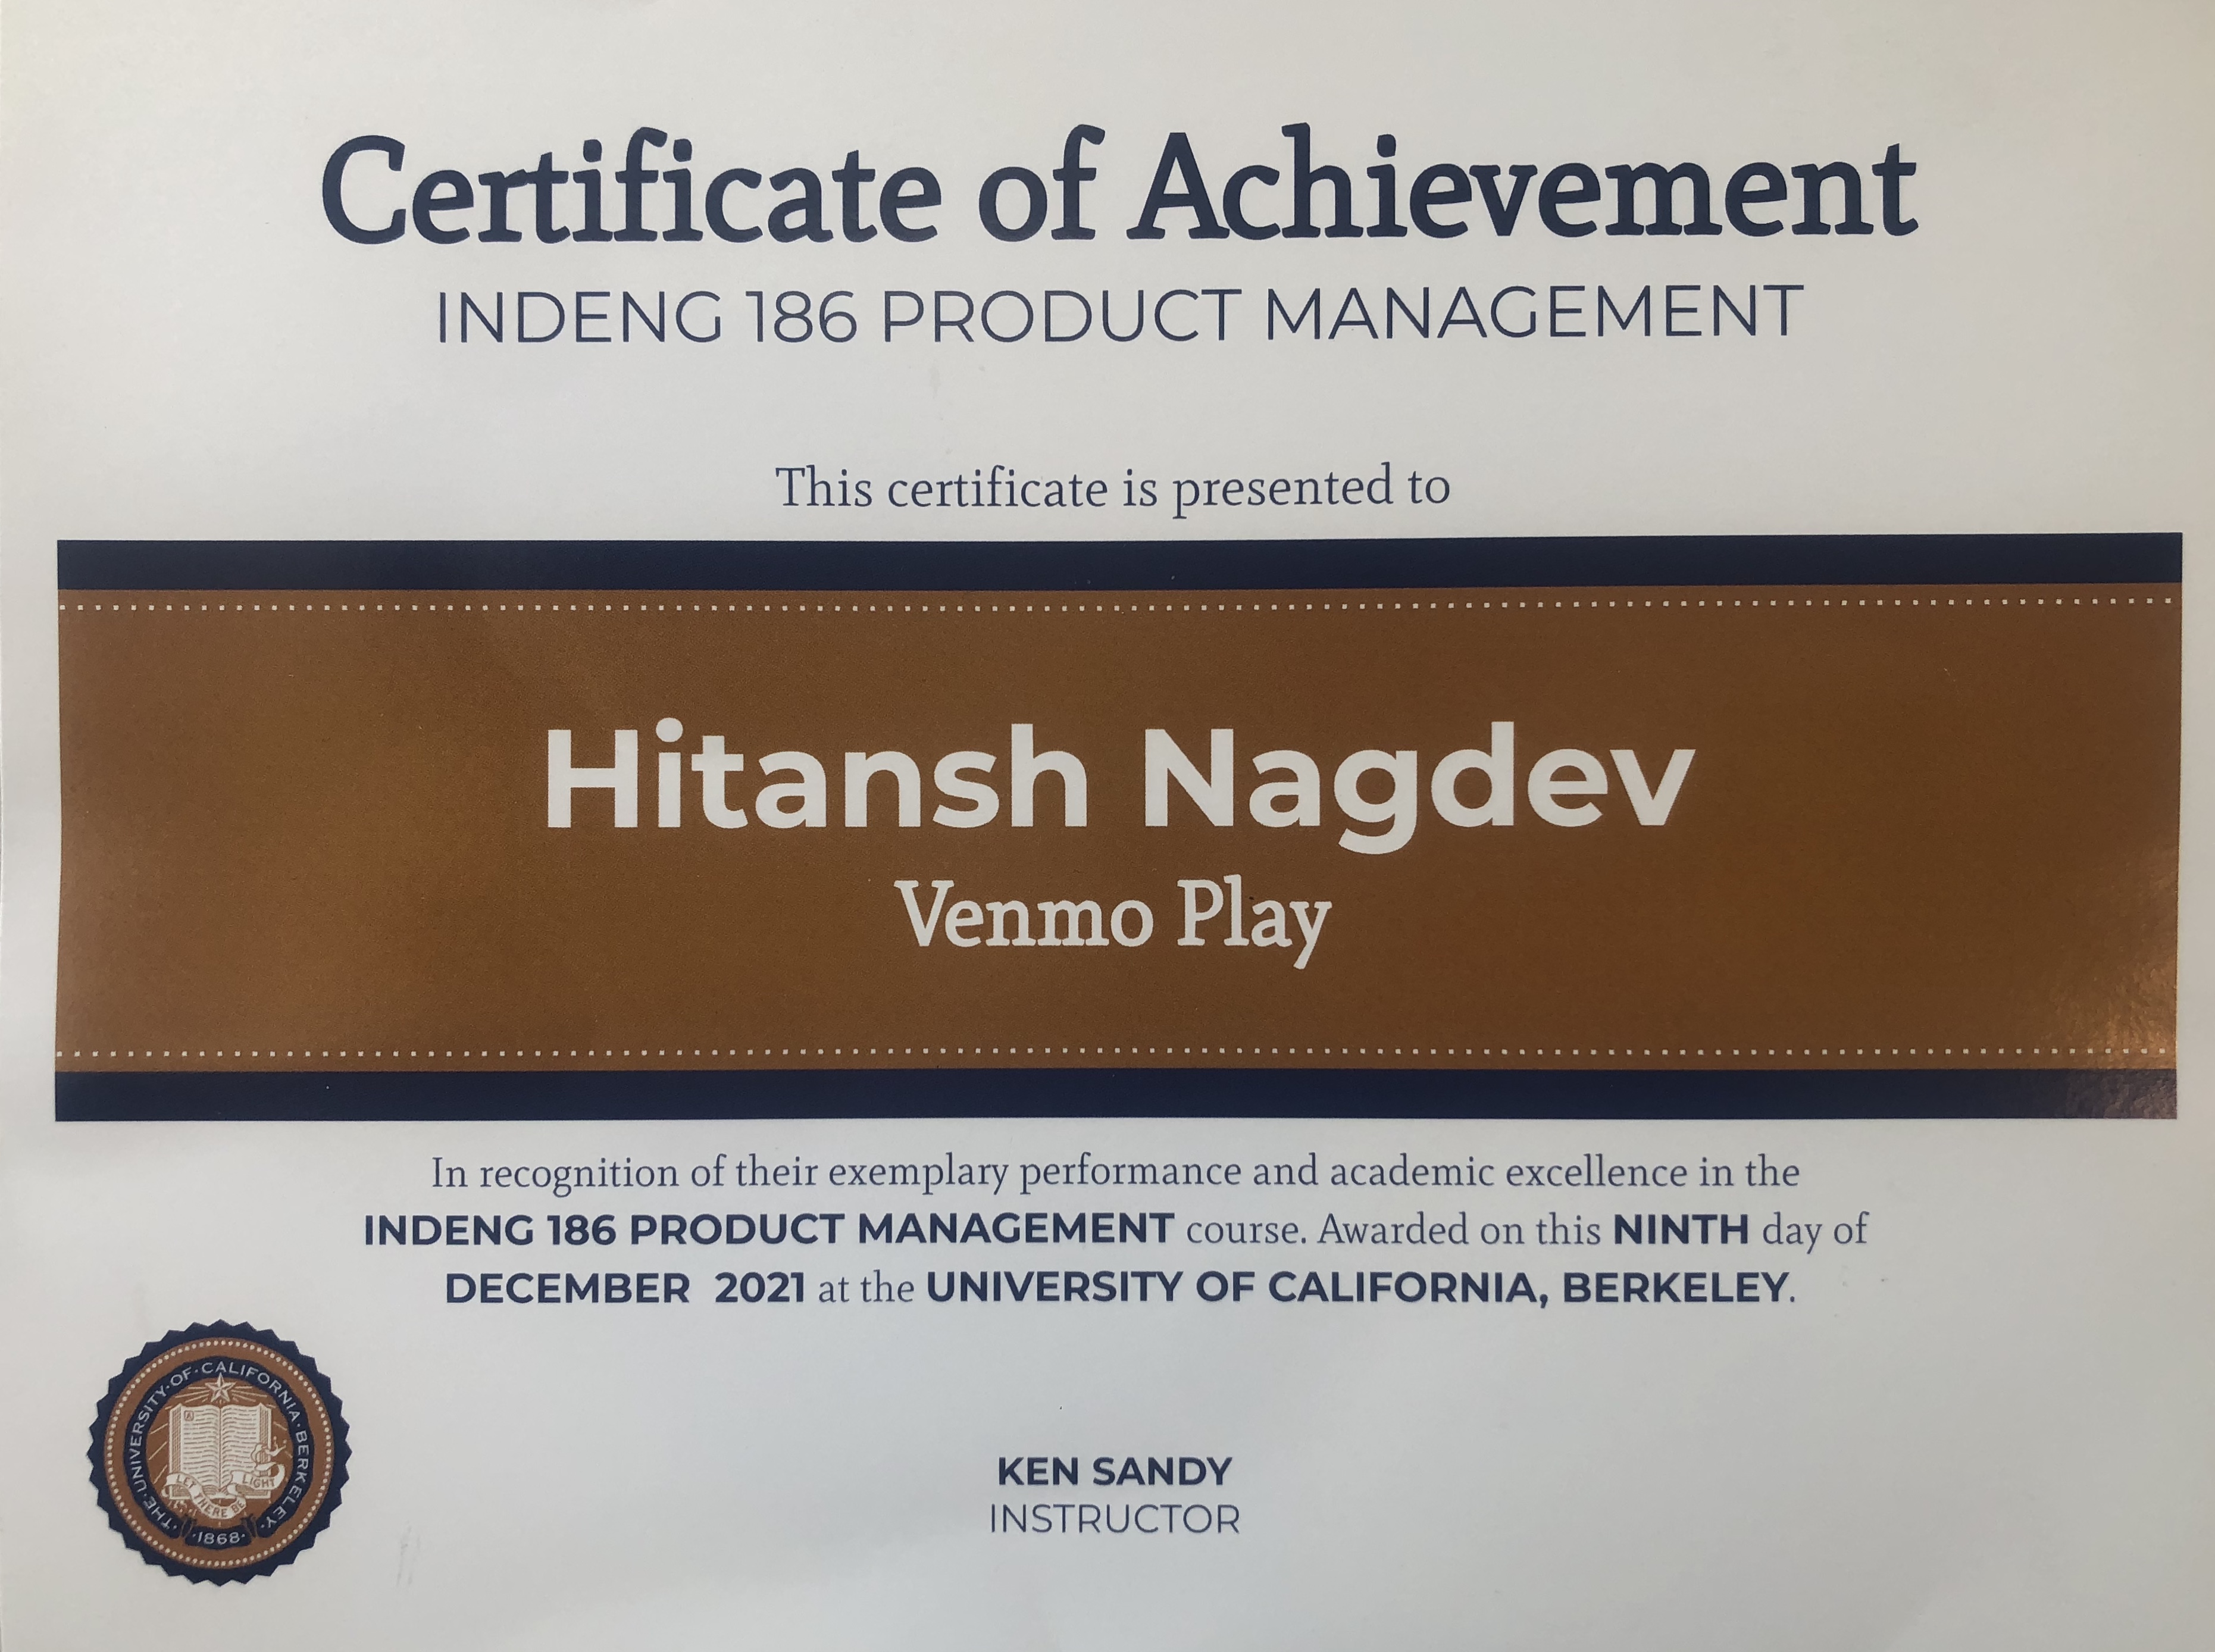 Certificate of Achievement
INDENG 186 PRODUCT MANAGEMENT
This certificate is presented to
Hitansh Nagdev
Venmo Play
In recognition of their exemplary performance and academic excellence in the
INDENG 186 PRODUCT MANAGEMENT course. Awarded on this NINTH day of
DECEMBER 2021 at the UNIVERSITY OF CALIFORNIA, BERKELEY.
THE·UNIVERSITY·OF·CALIFORNIA·BERKELEY·
A
LET THERE BE LIGHT
·1868·
KEN SANDY
INSTRUCTOR